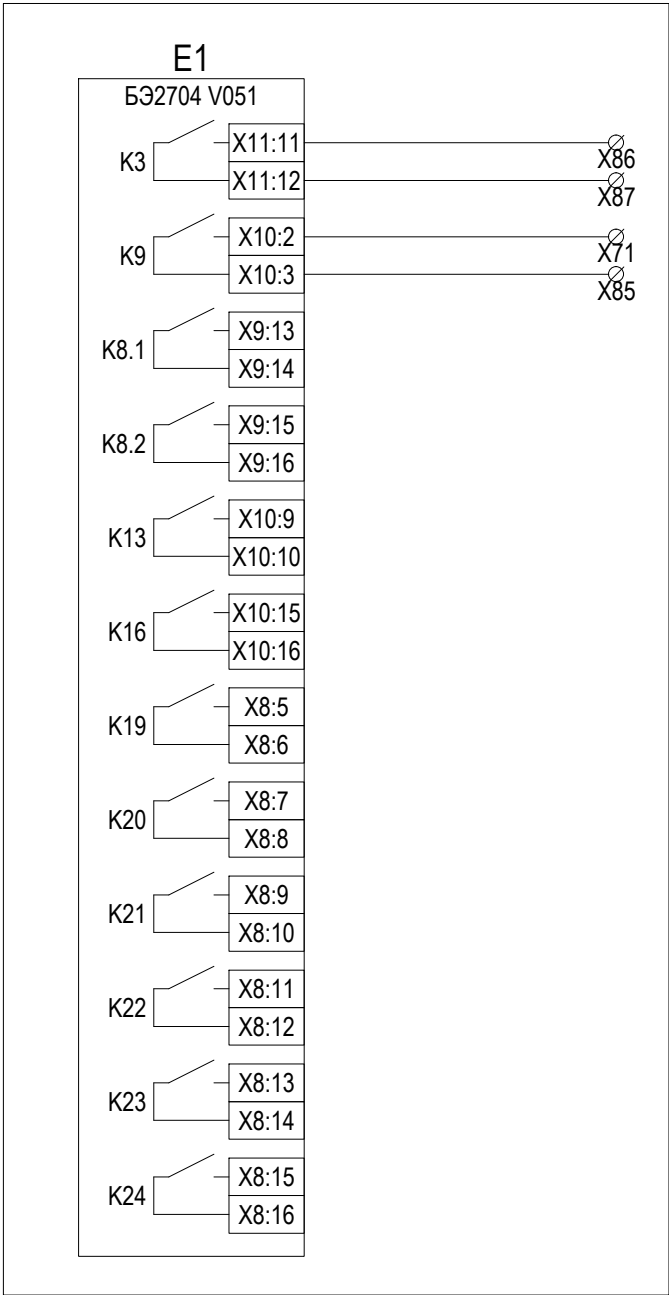 E1
БЭ2704 V051
K3
X11:11
X86
X11:12
X87
K9
X10:2
X71
X10:3
X85
K8.1
X9:13
X9:14
K8.2
X9:15
X9:16
K13
X10:9
X10:10
K16
X10:15
X10:16
K19
X8:5
X8:6
K20
X8:7
X8:8
K21
X8:9
X8:10
K22
X8:11
X8:12
K23
X8:13
X8:14
K24
X8:15
X8:16